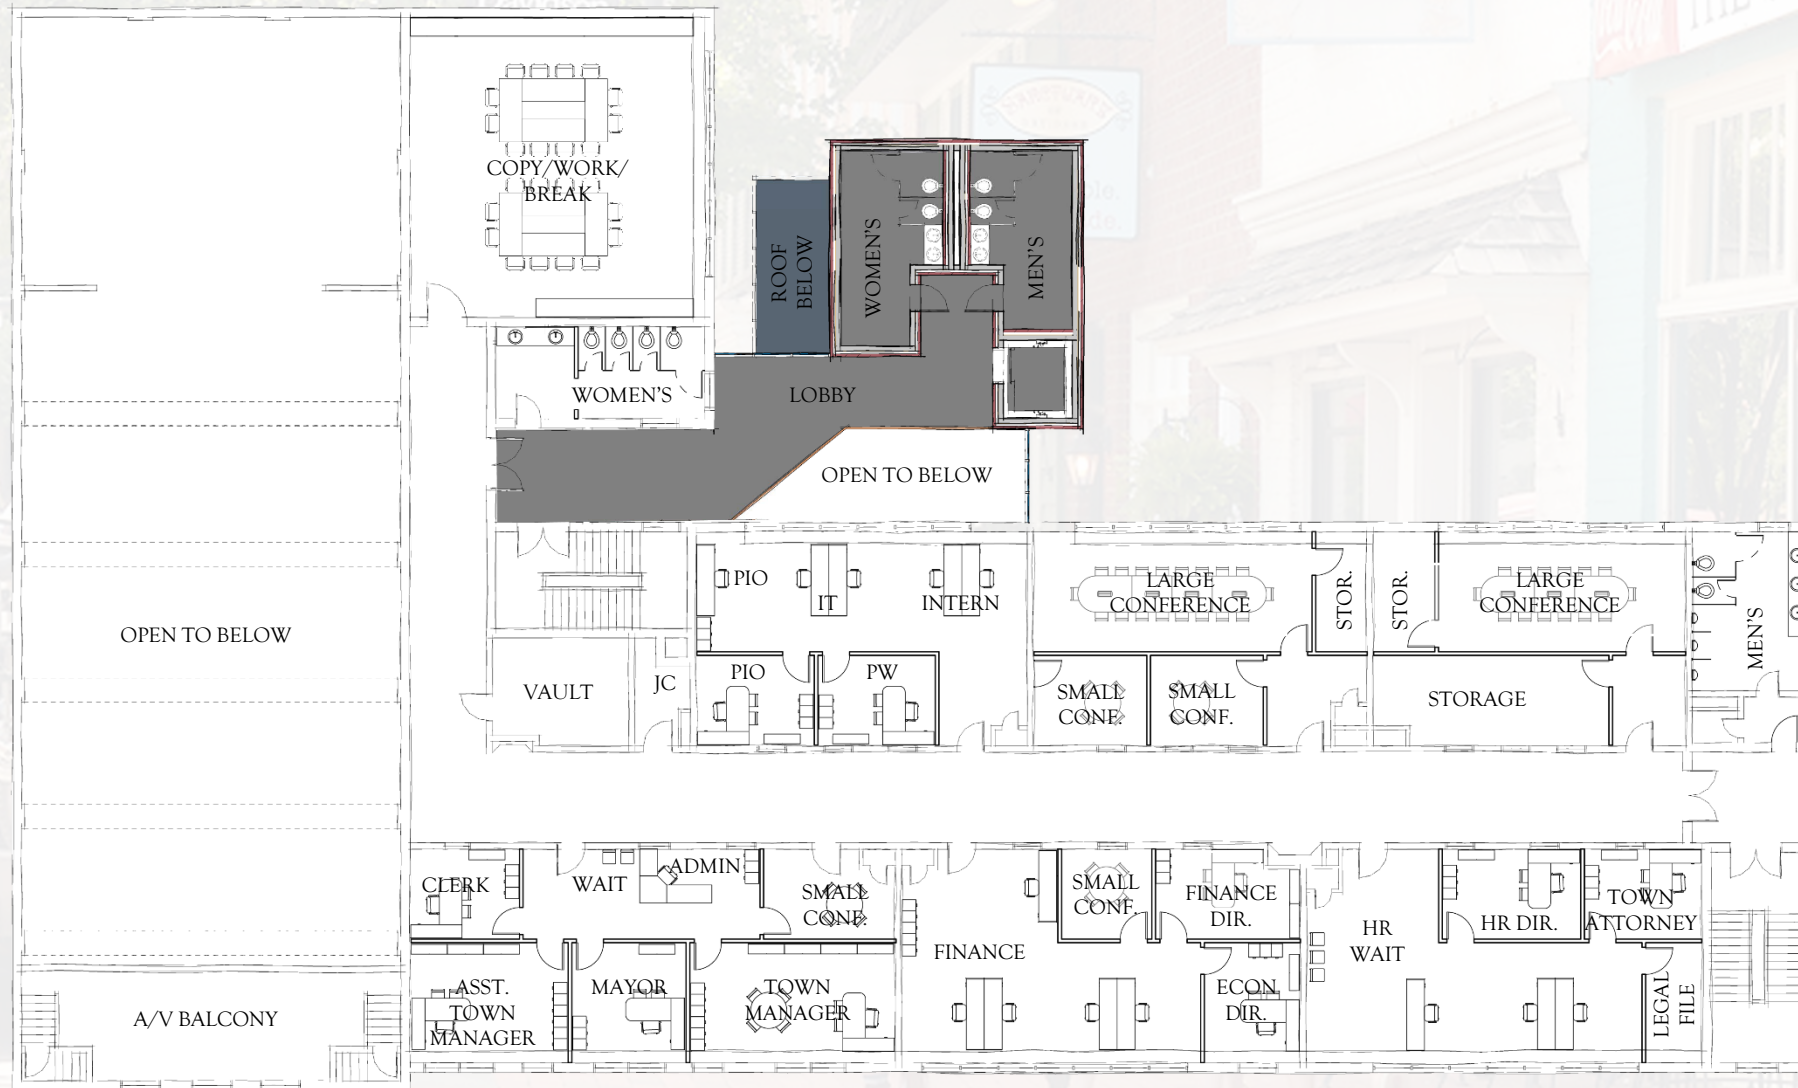 COPY/WORK/
BREAK
ROOF
BELOW
WOMEN'S
MEN'S
WOMEN'S
LOBBY
OPEN TO BELOW
OPEN TO BELOW
PIO
IT
INTERN
LARGE
CONFERENCE
STOR.
STOR.
LARGE
CONFERENCE
MEN'S
VAULT
JC
PIO
PW
SMALL
CONF.
SMALL
CONF.
STORAGE
CLERK
WAIT
ADMIN
SMALL
CONF.
SMALL
CONF.
FINANCE
DIR.
HR
WAIT
HR DIR.
TOWN
ATTORNEY
FINANCE
ASST.
TOWN
MANAGER
MAYOR
TOWN
MANAGER
ECON.
DIR.
LEGAL
FILE
A/V BALCONY